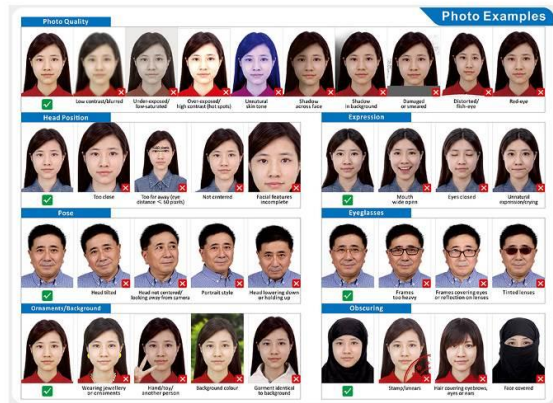 Photo Examples
Photo Quality
Low contrast/blurred
Under-exposed/
low-saturated
Over-exposed/
high contrast (hot spots)
Unnatural
skin tone
Shadow
across face
Shadow
in background
Damaged
or smeared
Distorted/
fish-eye
Red-eye
Head Position
Too close
Too far away (eye
distance < 60 pixels)
Not centered
Facial features
incomplete
Expression
Mouth
wide open
Eyes closed
Unnatural
expression/crying
Pose
Head tilted
Head not centered/
looking away from camera
Portrait style
Head lowering down
or holding up
Eyeglasses
Frames
too heavy
Frames covering eyes
or reflection on lenses
Tinted lenses
Ornaments/Background
Wearing jewellery
or ornaments
Hand/toy/
another person
Background colour
Garment identical
to background
Obscuring
Stamp/smears
Hair covering eyebrows,
eyes or ears
Face covered